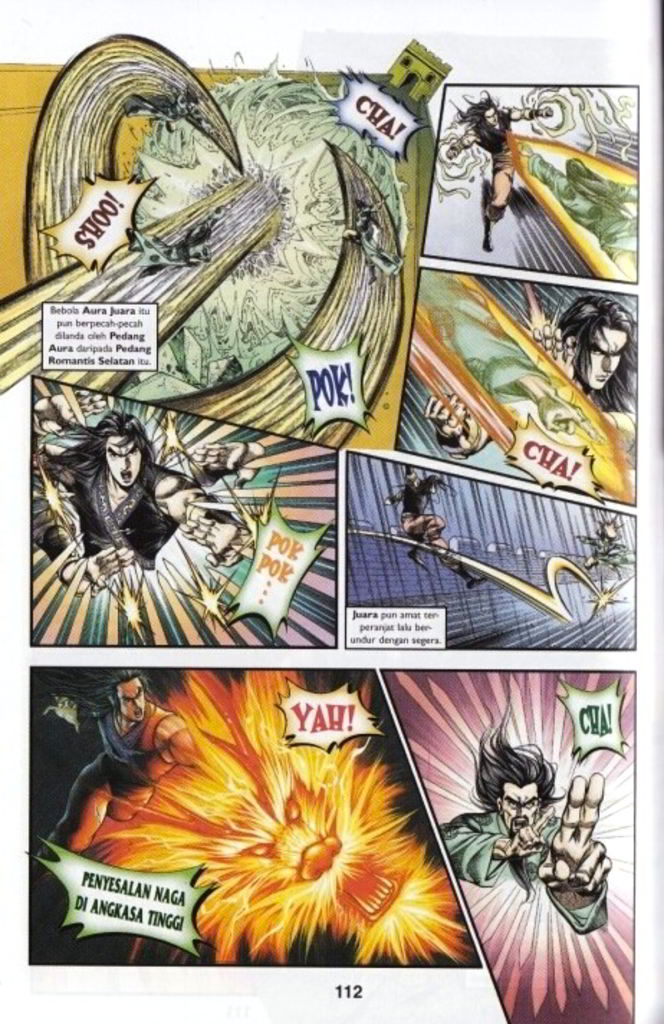 CHA!
SHOO!
Bebola Aura Juara itu
pun berpecah-pecah
dilanda oleh Pedang
Aura daripada Pedang
Romantis Selatan itu.
POK!
CHA!
POK
POK
...
Juara pun amat ter-
peranjat lalu ber-
undur dengan segera.
YAH!
CHA!
PENYESALAN NAGA
DI ANGKASA TINGGI
112